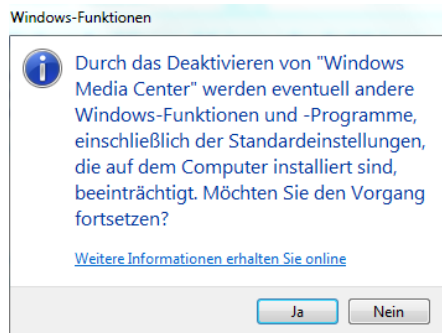 Windows-Funktionen
Durch das Deaktivieren von "Windows
Media Center" werden eventuell andere
Windows-Funktionen und -Programme,
einschließlich der Standardeinstellungen,
die auf dem Computer installiert sind,
beeinträchtigt. Möchten Sie den Vorgang
fortsetzen?
Weitere Informationen erhalten Sie online
Ja Nein